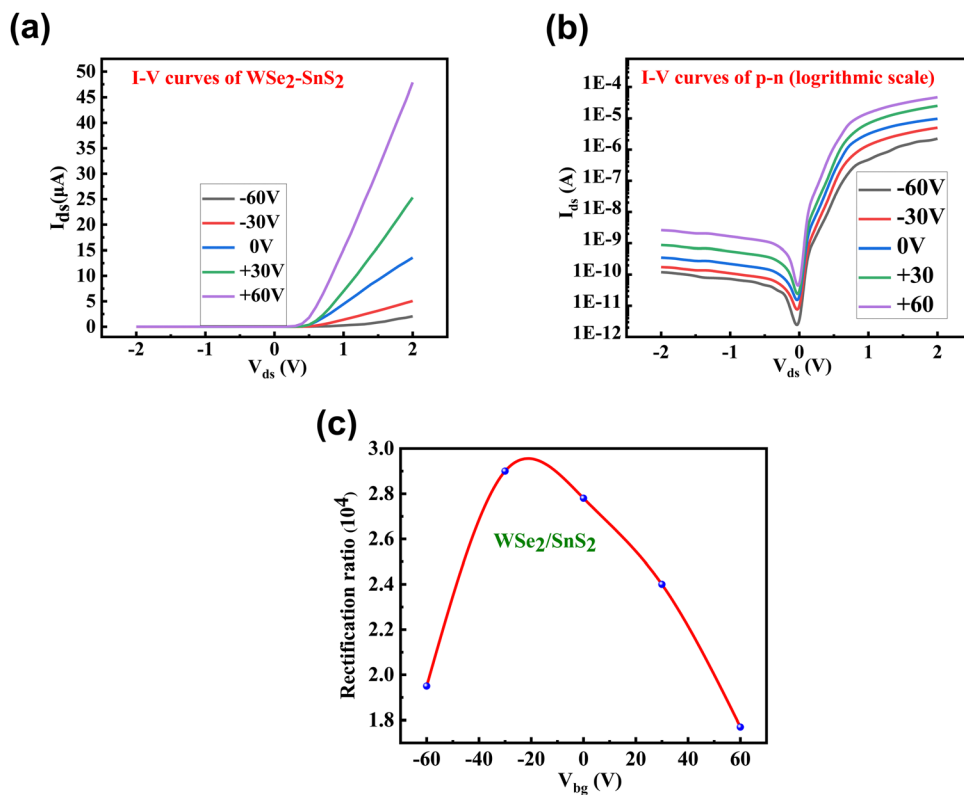 (a)
I-V curves of WSe2-SnS2
50
45
40
35
30
25
20
15
10
5
0
Ids(µA)
-60V
-30V
0V
+30V
+60V
-2 -1 0 1 2
Vds (V)
(b)
I-V curves of p-n (logrithmic scale)
1E-4
1E-5
1E-6
1E-7
1E-8
1E-9
1E-10
1E-11
1E-12
Ids (A)
-60V
-30V
0V
+30
+60
-2 -1 0 1 2
Vds (V)
(c)
3.0
2.8
2.6
2.4
2.2
2.0
1.8
Rectification ratio (10^4)
WSe2/SnS2
-60 -40 -20 0 20 40 60
Vbg (V)